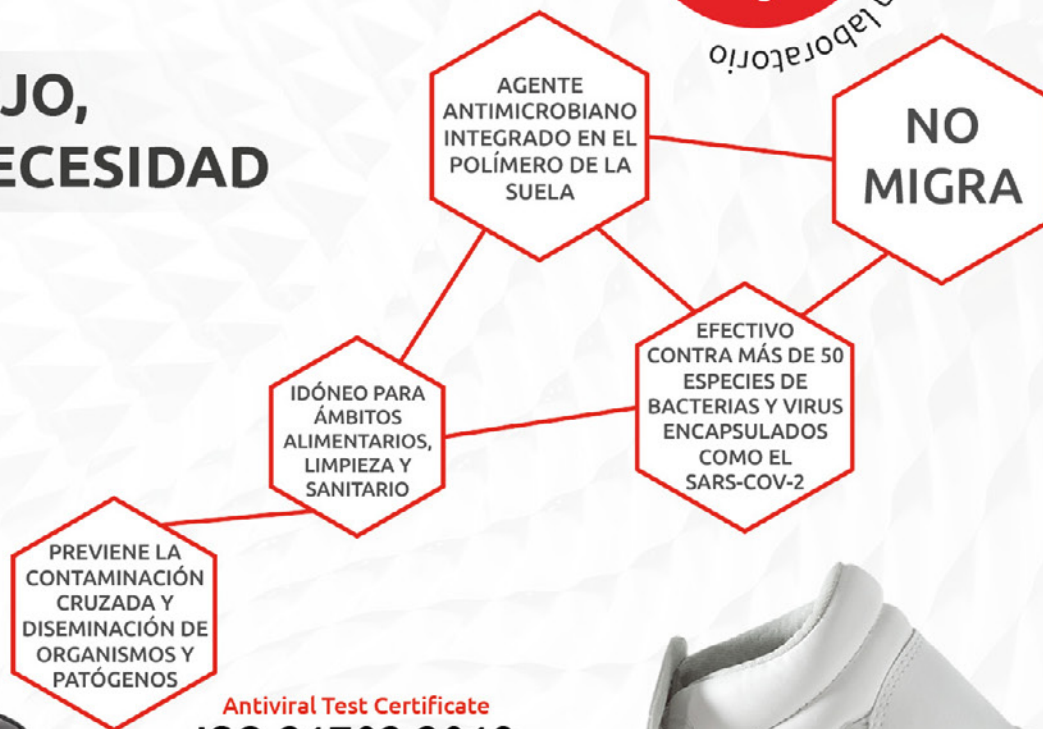 laboratorio
AGENTE
ANTIMICROBIANO
INTEGRADO EN EL
POLÍMERO DE LA
SUELA
NO
MIGRA
EFECTIVO
CONTRA MÁS DE 50
ESPECIES DE
BACTERIAS Y VIRUS
ENCAPSULADOS
COMO EL
SARS-COV-2
IDÓNEO PARA
ÁMBITOS
ALIMENTARIOS,
LIMPIEZA Y
SANITARIO
PREVIENE LA
CONTAMINACIÓN
CRUZADA Y
DISEMINACIÓN DE
ORGANISMOS Y
PATÓGENOS
Antiviral Test Certificate